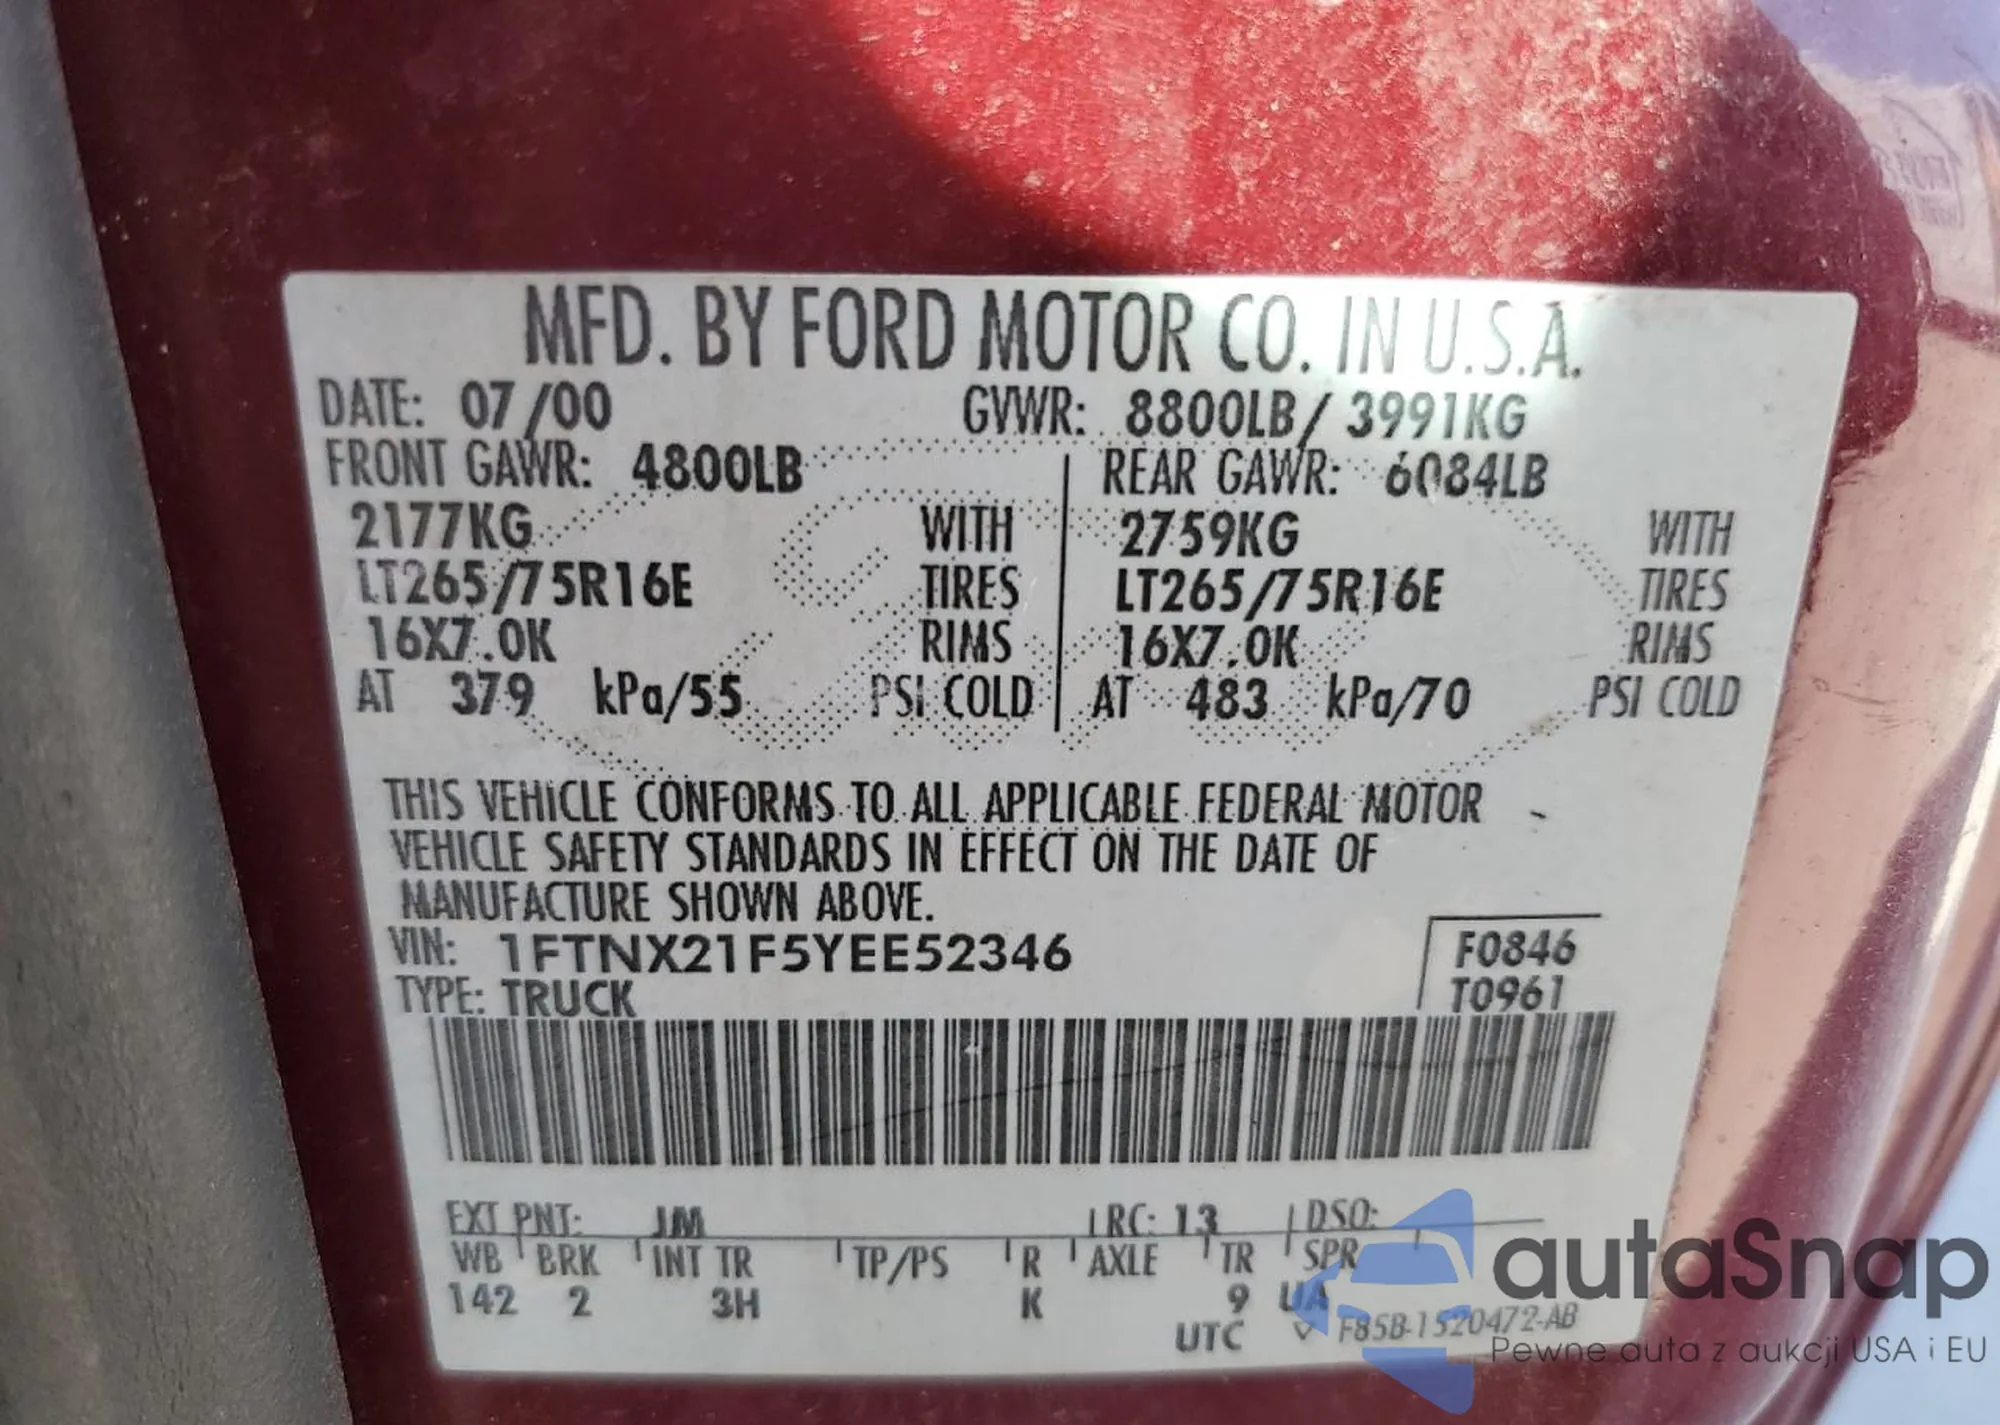 MFD. BY FORD MOTOR CO. IN U.S.A.
DATE: 07/00 GVWR: 8800LB/ 3991KG
FRONT GAWR: 4800LB REAR GAWR: 6084LB
2177KG WITH 2759KG WITH
LT265/75R16E TIRES LT265/75R16E TIRES
16X7.0K RIMS 16X7.0K RIMS
AT 379 kPa/55 PSI COLD AT 483 kPa/70 PSI COLD
THIS VEHICLE CONFORMS TO ALL APPLICABLE FEDERAL MOTOR
VEHICLE SAFETY STANDARDS IN EFFECT ON THE DATE OF
MANUFACTURE SHOWN ABOVE.
VIN: 1FTNX21F5YEE52346 F0846
TYPE: TRUCK T0961
EXT PNT: JM RC: 13 DSO:
WB BRK INT TR TP/PS R AXLE TR SPR
142 2 3H K 9 UA
UTC F85B-1520472-AB
autaSnap
Pewne auta z aukcji USA i EU